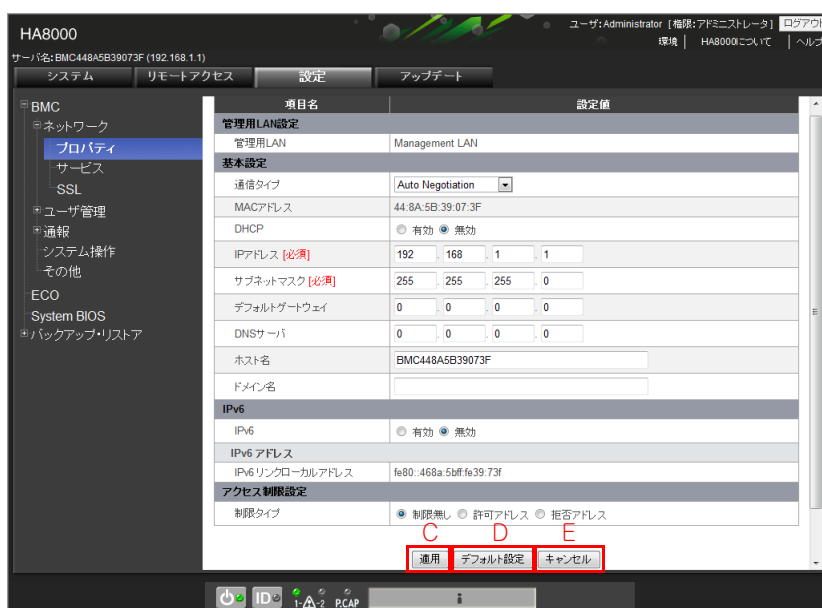 HA8000
ユーザ:Administrator [権限:アドミニストレータ] ログアウト
環境 | HA8000について | ヘルプ
サーバ名:BMC448A5B39073F (192.168.1.1)
システム リモートアクセス 設定 アップデート
BMC
ネットワーク
プロパティ
サービス
SSL
ユーザ管理
通報
システム操作
その他
ECO
System BIOS
バックアップ・リストア
項目名 設定値
管理用LAN設定
管理用LAN Management LAN
基本設定
通信タイプ Auto Negotiation
MACアドレス 44:8A:5B:39:07:3F
DHCP 有効 無効
IPアドレス [必須] 192 . 168 . 1 . 1
サブネットマスク [必須] 255 . 255 . 255 . 0
デフォルトゲートウェイ 0 . 0 . 0 . 0
DNSサーバ 0 . 0 . 0 . 0
ホスト名 BMC448A5B39073F
ドメイン名
IPv6
IPv6 有効 無効
IPv6 アドレス
IPv6 リンクローカルアドレス fe80::468a:5bff:fe39:73f
アクセス制限設定
制限タイプ 制限無し 許可アドレス 拒否アドレス
C D E
適用 デフォルト設定 キャンセル
ID 1 2 P.CAP i